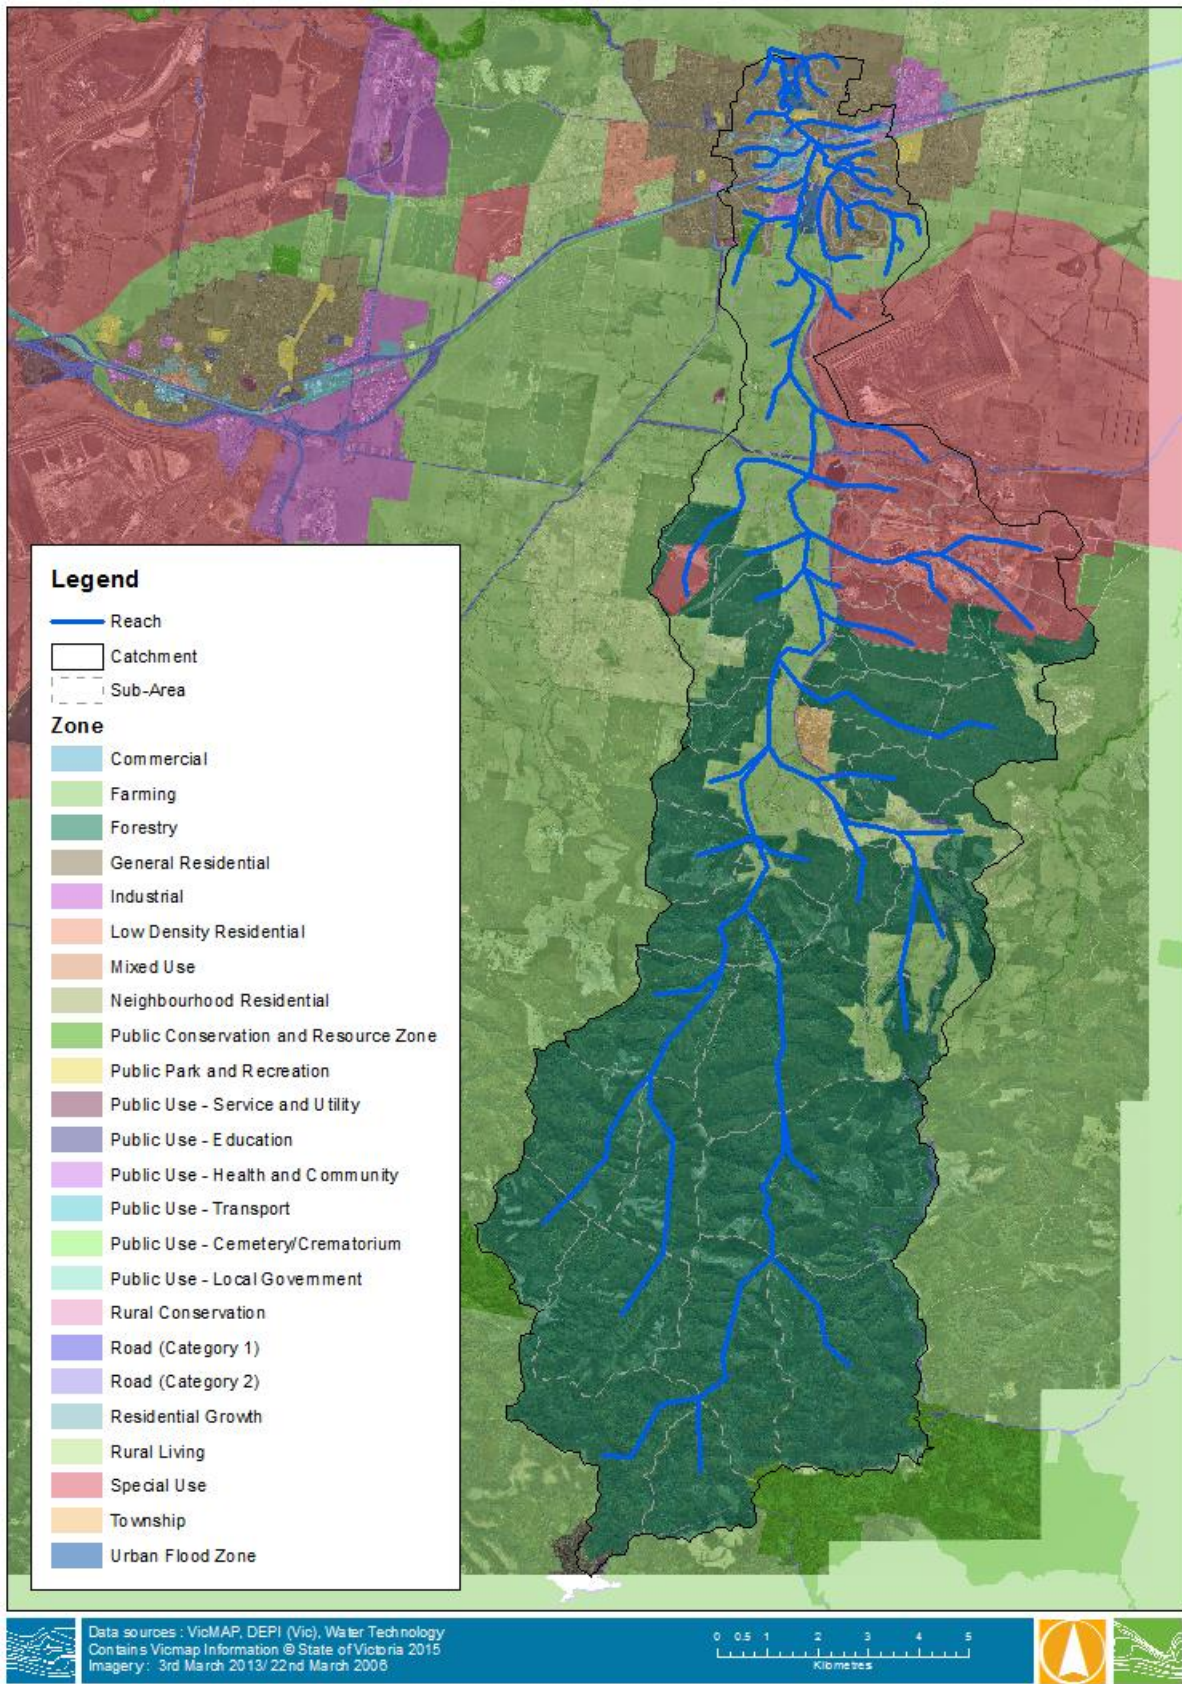 Legend
Reach
Catchment
Sub-Area
Zone
Commercial
Farming
Forestry
General Residential
Industrial
Low Density Residential
Mixed Use
Neighbourhood Residential
Public Conservation and Resource Zone
Public Park and Recreation
Public Use - Service and Utility
Public Use - Education
Public Use - Health and Community
Public Use - Transport
Public Use - Cemetery/Crematorium
Public Use - Local Government
Rural Conservation
Road (Category 1)
Road (Category 2)
Residential Growth
Rural Living
Special Use
Township
Urban Flood Zone
Data sources : VicMAP, DEPI (Vic), Water Technology
Contains Vicmap Information © State of Victoria 2015
Imagery : 3rd March 2013/ 22nd March 2006
0 0.5 1 2 3 4 5
Kilometres